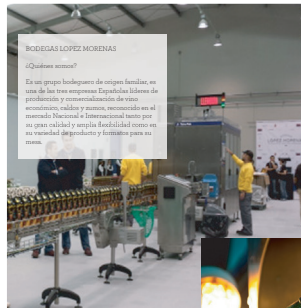 BODEGAS LOPEZ MORENAS
¿Quiénes somos?
Es un grupo bodeguero de origen familiar, es
una de las tres empresas Españolas líderes de
producción y comercialización de vino
económico, caldos y zumos, reconocido en el
mercado Nacional e Internacional tanto por
su gran calidad y amplia flexibilidad como en
su variedad de producto y formatos para su
mesa.